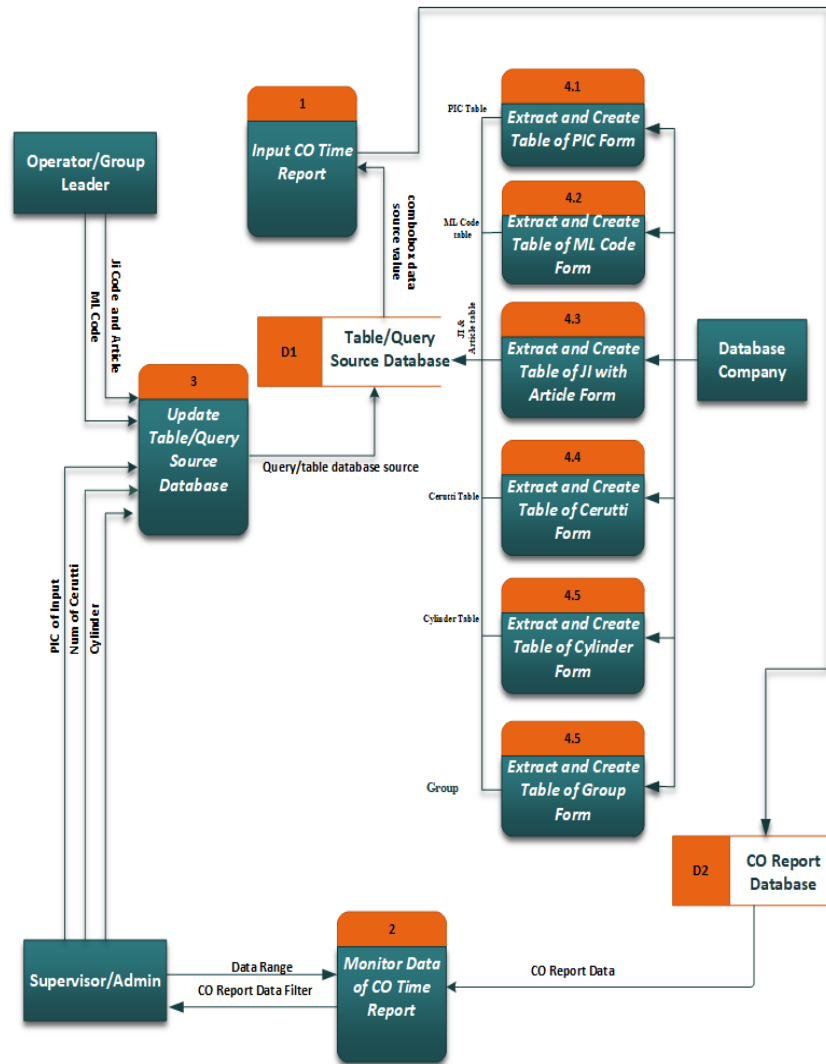 4.1
Extract and Create
Table of PIC Form
PIC Table
1
Input CO Time
Report
Operator/Group
Leader
4.2
Extract and Create
Table of ML Code
Form
ML Code
table
combobox data
source value
Ji Code and Article
ML Code
4.3
Extract and Create
Table of JI with
Article Form
JI &
Article table
D1
Table/Query
Source Database
Database
Company
3
Update
Table/Query
Source
Database
Query/table database source
4.4
Extract and Create
Table of Cerutti
Form
Cerutti Table
PIC of Input
Num of Cerutti
Cylinder
4.5
Extract and Create
Table of Cylinder
Form
Cylinder Table
4.5
Extract and Create
Table of Group
Form
Group
D2
CO Report
Database
2
Monitor Data
of CO Time
Report
Supervisor/Admin
Data Range
CO Report Data Filter
CO Report Data